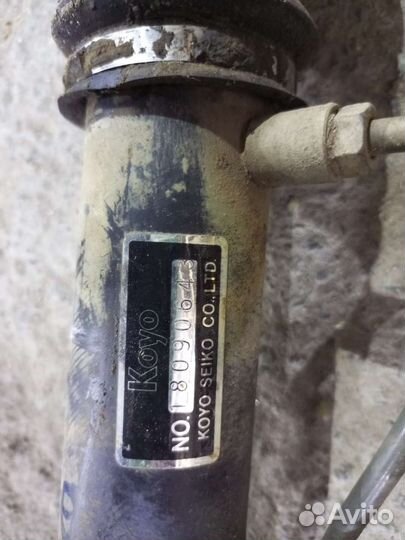 Koyo
NO. 18090643
KOYO SEIKO CO.,LTD.
Avito